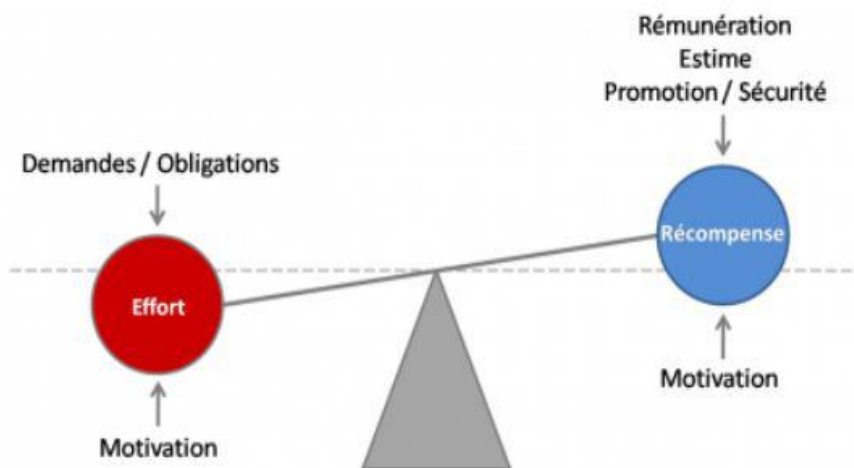 Rémunération
Estime
Promotion / Sécurité
Demandes / Obligations
Récompense
Effort
Motivation
Motivation